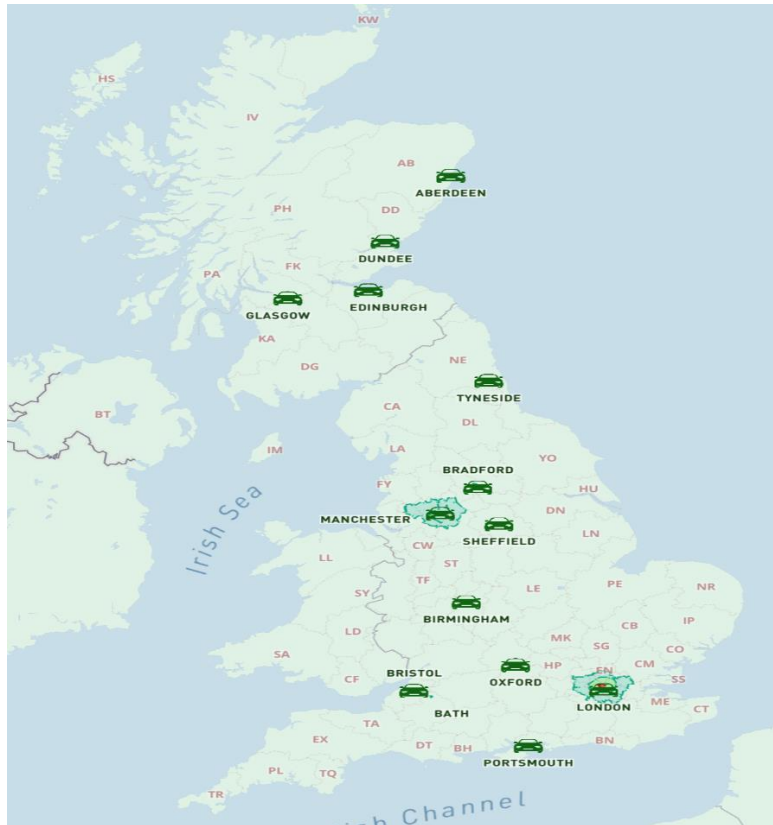 KW
HS
IV
AB
ABERDEEN
PH
DD
DUNDEE
FK
PA
EDINBURGH
GLASGOW
KA
DG
NE
TYNESIDE
CA
BT
DL
LA
IM
YO
BRADFORD
FY
HU
Irish Sea
DN
MANCHESTER
LN
SHEFFIELD
CW
LL
ST
TF
LE
PE
NR
SY
BIRMINGHAM
IP
CB
LD
MK
SG
CO
SA
HP
EN
CM
BRISTOL
CF
OXFORD
SS
ME
LONDON
CT
BATH
TA
EX
BN
DT
BH
PORTSMOUTH
PL
TQ
TR
Channel